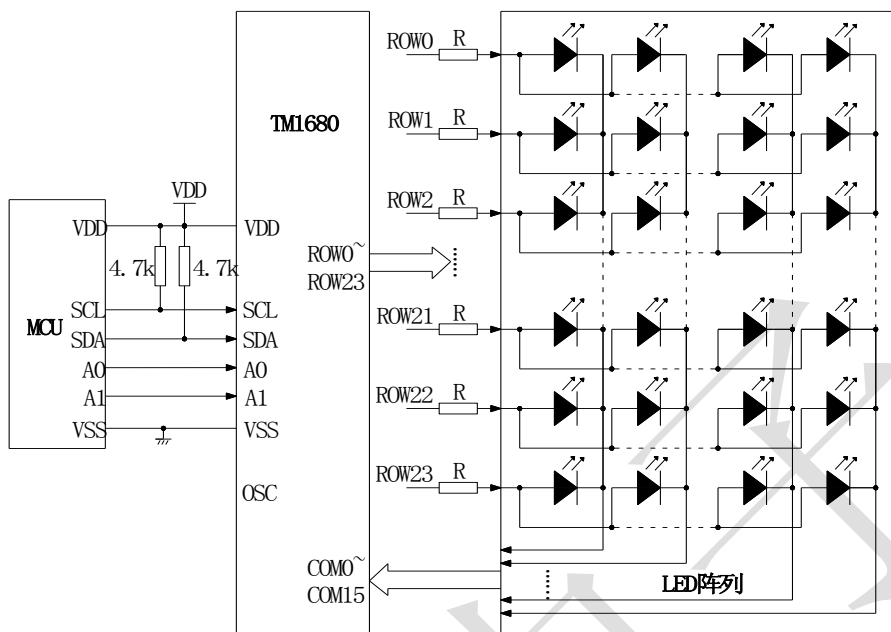 ROW0 R
TM1680
ROW1 R
VDD
ROW2 R
VDD
VDD
4.7k
4.7k
ROW0~
ROW23
MCU
SCL
SCL
ROW21 R
SDA
SDA
A0
A0
A1
A1
ROW22 R
VSS
VSS
ROW23 R
OSC
COM0~
COM15
LED阵列